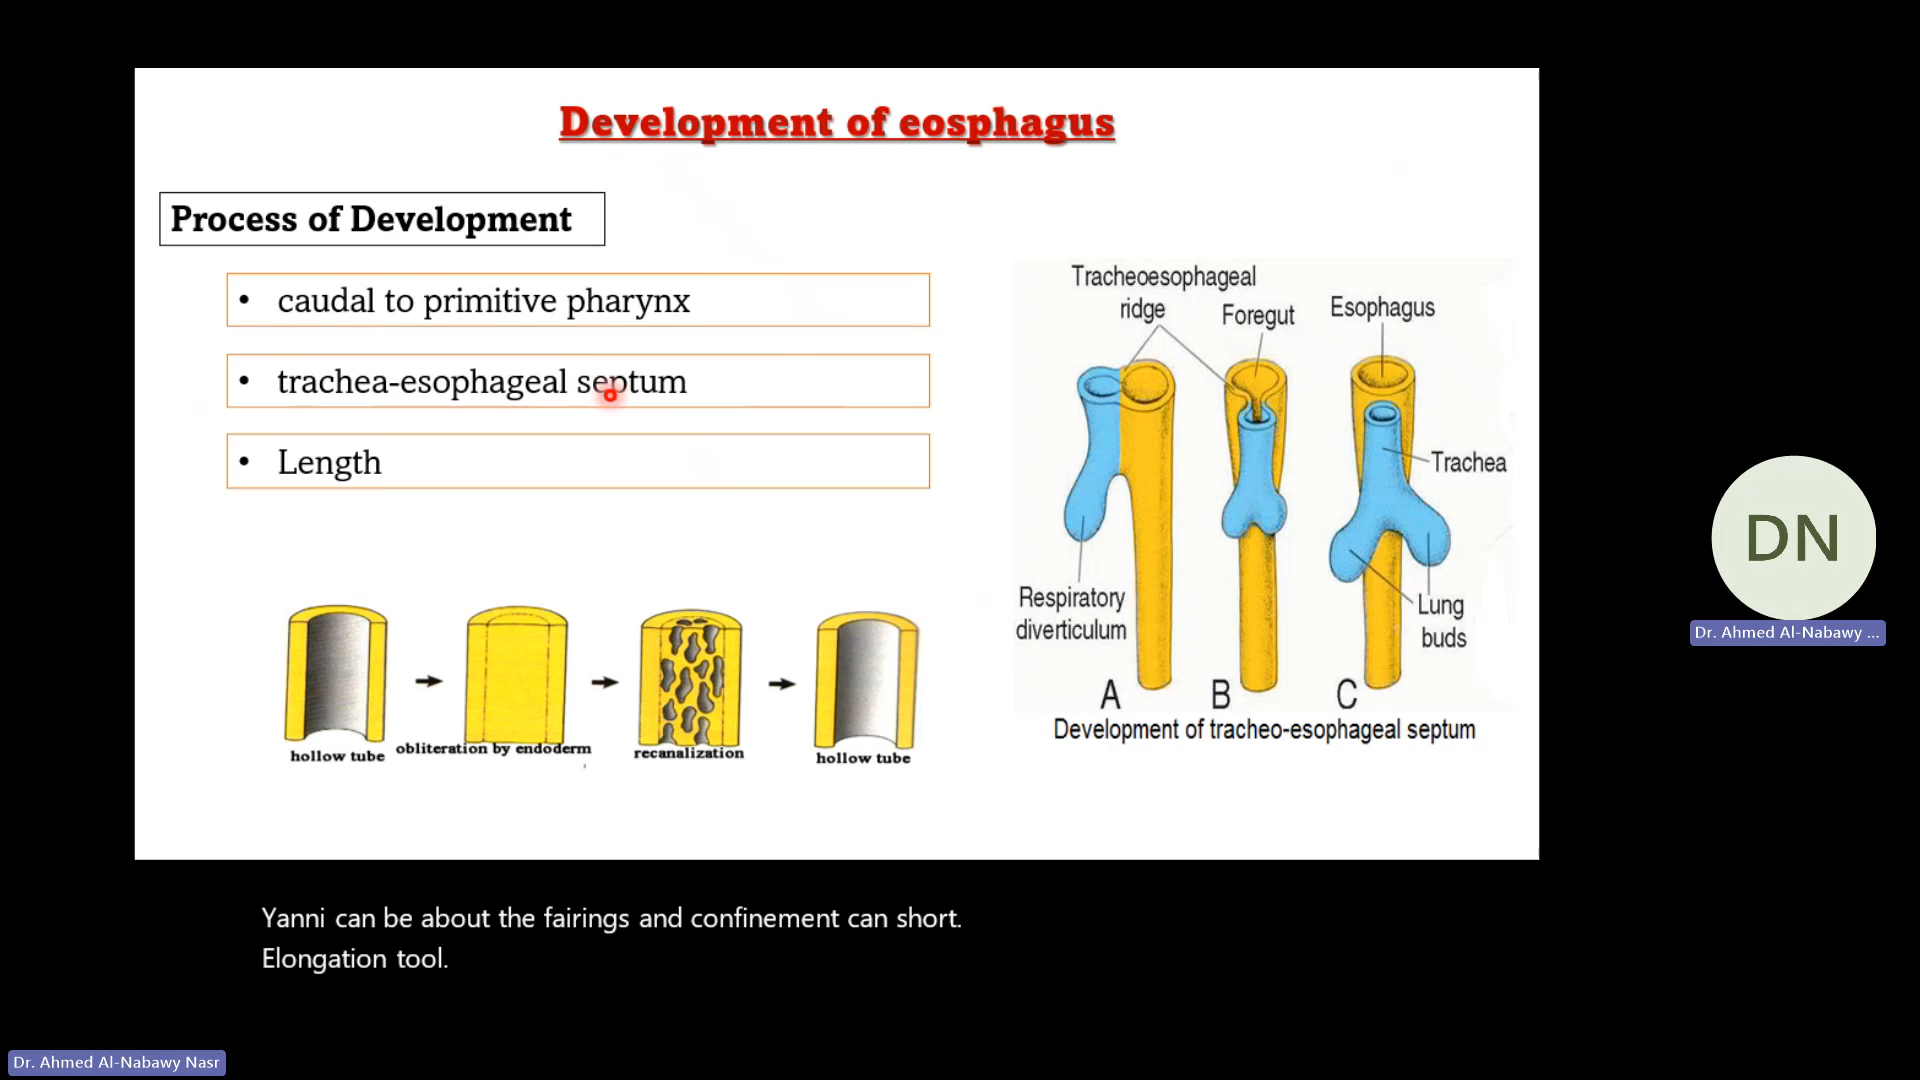 Development of eosphagus
Process of Development
• caudal to primitive pharynx
• trachea-esophageal septum
• Length
Tracheoesophageal
ridge
Foregut
Esophagus
Trachea
Respiratory
diverticulum
Lung
buds
A
B
C
Development of tracheo-esophageal septum
hollow tube
obliteration by endoderm
recanalization
hollow tube
DN
Dr. Ahmed Al-Nabawy ...
Yanni can be about the fairings and confinement can short.
Elongation tool.
Dr. Ahmed Al-Nabawy Nasr